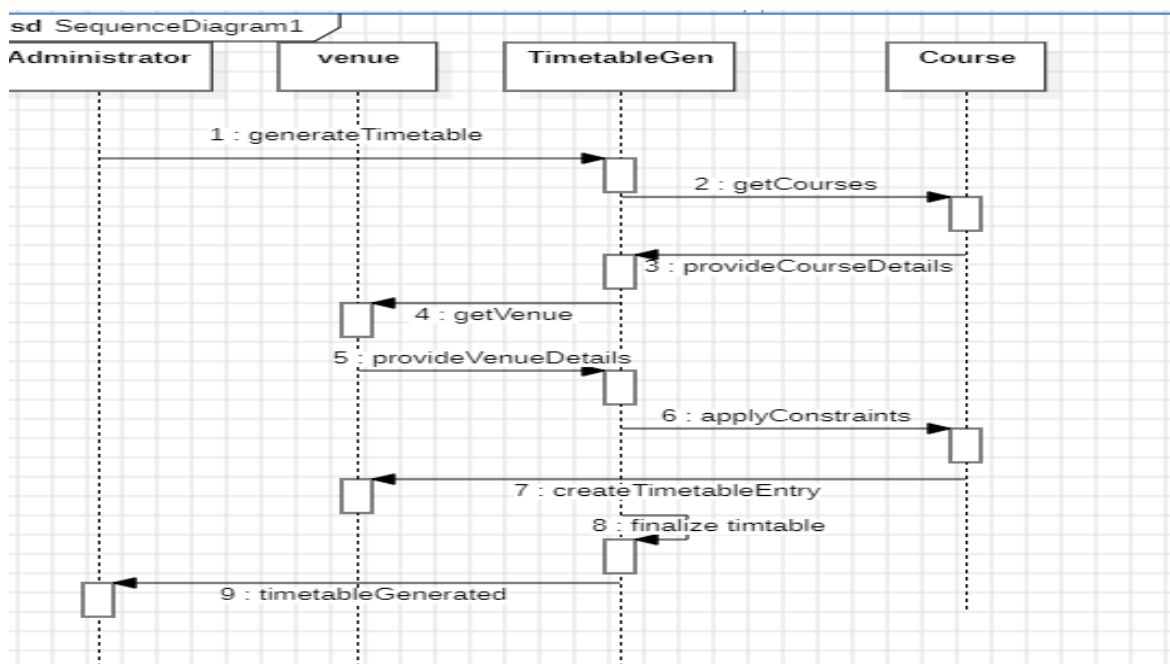 sd SequenceDiagram1
Administrator
venue
TimetableGen
Course
1 : generateTimetable
2 : getCourses
3 : provideCourseDetails
4 : getVenue
5 : provideVenueDetails
6 : applyConstraints
7 : createTimetableEntry
8 : finalize timtable
9 : timetableGenerated